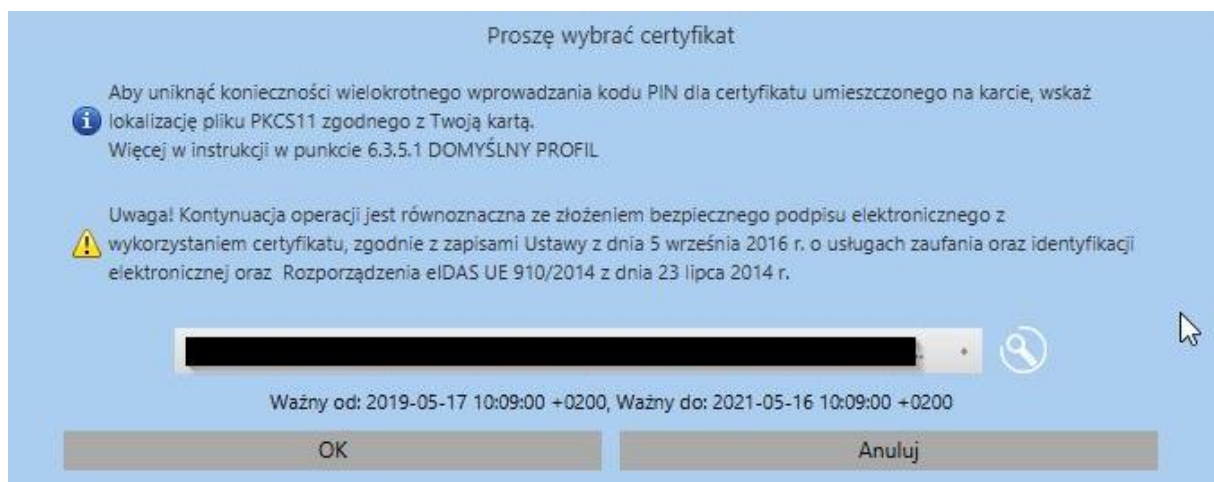 Proszę wybrać certyfikat
Aby uniknąć konieczności wielokrotnego wprowadzania kodu PIN dla certyfikatu umieszczonego na karcie, wskaż
lokalizację pliku PKCS11 zgodnego z Twoją kartą.
Więcej w instrukcji w punkcie 6.3.5.1 DOMYŚLNY PROFIL
Uwaga! Kontynuacja operacji jest równoznaczna ze złożeniem bezpiecznego podpisu elektronicznego z
wykorzystaniem certyfikatu, zgodnie z zapisami Ustawy z dnia 5 września 2016 r. o usługach zaufania oraz identyfikacji
elektronicznej oraz Rozporządzenia eIDAS UE 910/2014 z dnia 23 lipca 2014 r.
Ważny od: 2019-05-17 10:09:00 +0200, Ważny do: 2021-05-16 10:09:00 +0200
OK
Anuluj